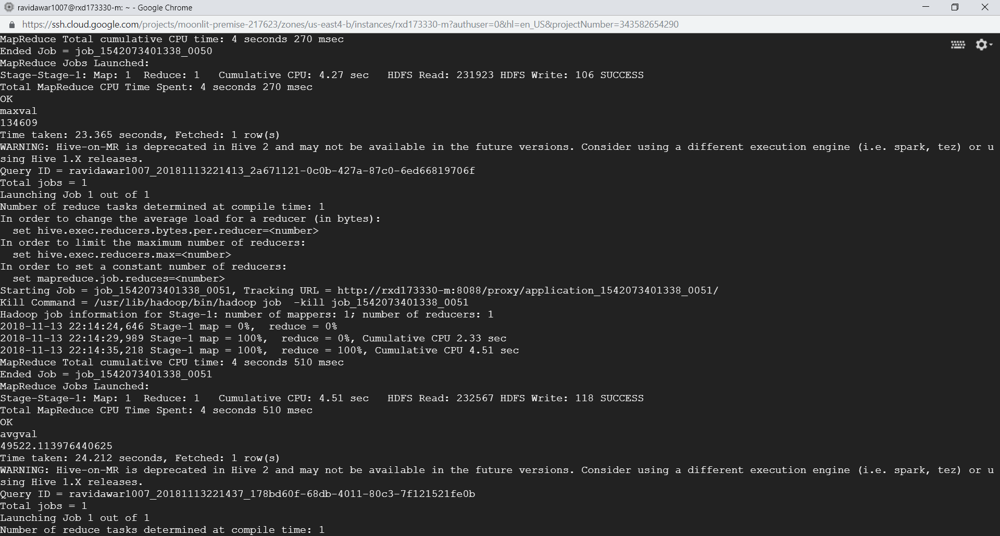 ravidawar1007@rxd173330-m: ~ - Google Chrome
https://ssh.cloud.google.com/projects/moonlit-premise-217623/zones/us-east4-b/instances/rxd173330-m?authuser=0&hl=en_US&projectNumber=343582654290
MapReduce Total cumulative CPU time: 4 seconds 270 msec
Ended Job = job_1542073401338_0050
MapReduce Jobs Launched:
Stage-Stage-1: Map: 1  Reduce: 1   Cumulative CPU: 4.27 sec   HDFS Read: 231923 HDFS Write: 106 SUCCESS
Total MapReduce CPU Time Spent: 4 seconds 270 msec
OK
maxval
134609
Time taken: 23.365 seconds, Fetched: 1 row(s)
WARNING: Hive-on-MR is deprecated in Hive 2 and may not be available in the future versions. Consider using a different execution engine (i.e. spark, tez) or u
sing Hive 1.X releases.
Query ID = ravidawar1007_20181113221413_2a671121-0c0b-427a-87c0-6ed66819706f
Total jobs = 1
Launching Job 1 out of 1
Number of reduce tasks determined at compile time: 1
In order to change the average load for a reducer (in bytes):
  set hive.exec.reducers.bytes.per.reducer=<number>
In order to limit the maximum number of reducers:
  set hive.exec.reducers.max=<number>
In order to set a constant number of reducers:
  set mapreduce.job.reduces=<number>
Starting Job = job_1542073401338_0051, Tracking URL = http://rxd173330-m:8088/proxy/application_1542073401338_0051/
Kill Command = /usr/lib/hadoop/bin/hadoop job  -kill job_1542073401338_0051
Hadoop job information for Stage-1: number of mappers: 1; number of reducers: 1
2018-11-13 22:14:24,646 Stage-1 map = 0%,  reduce = 0%
2018-11-13 22:14:29,989 Stage-1 map = 100%,  reduce = 0%, Cumulative CPU 2.33 sec
2018-11-13 22:14:35,218 Stage-1 map = 100%,  reduce = 100%, Cumulative CPU 4.51 sec
MapReduce Total cumulative CPU time: 4 seconds 510 msec
Ended Job = job_1542073401338_0051
MapReduce Jobs Launched:
Stage-Stage-1: Map: 1  Reduce: 1   Cumulative CPU: 4.51 sec   HDFS Read: 232567 HDFS Write: 118 SUCCESS
Total MapReduce CPU Time Spent: 4 seconds 510 msec
OK
avgval
49522.113976440625
Time taken: 24.212 seconds, Fetched: 1 row(s)
WARNING: Hive-on-MR is deprecated in Hive 2 and may not be available in the future versions. Consider using a different execution engine (i.e. spark, tez) or u
sing Hive 1.X releases.
Query ID = ravidawar1007_20181113221437_178bd60f-68db-4011-80c3-7f121521fe0b
Total jobs = 1
Launching Job 1 out of 1
Number of reduce tasks determined at compile time: 1